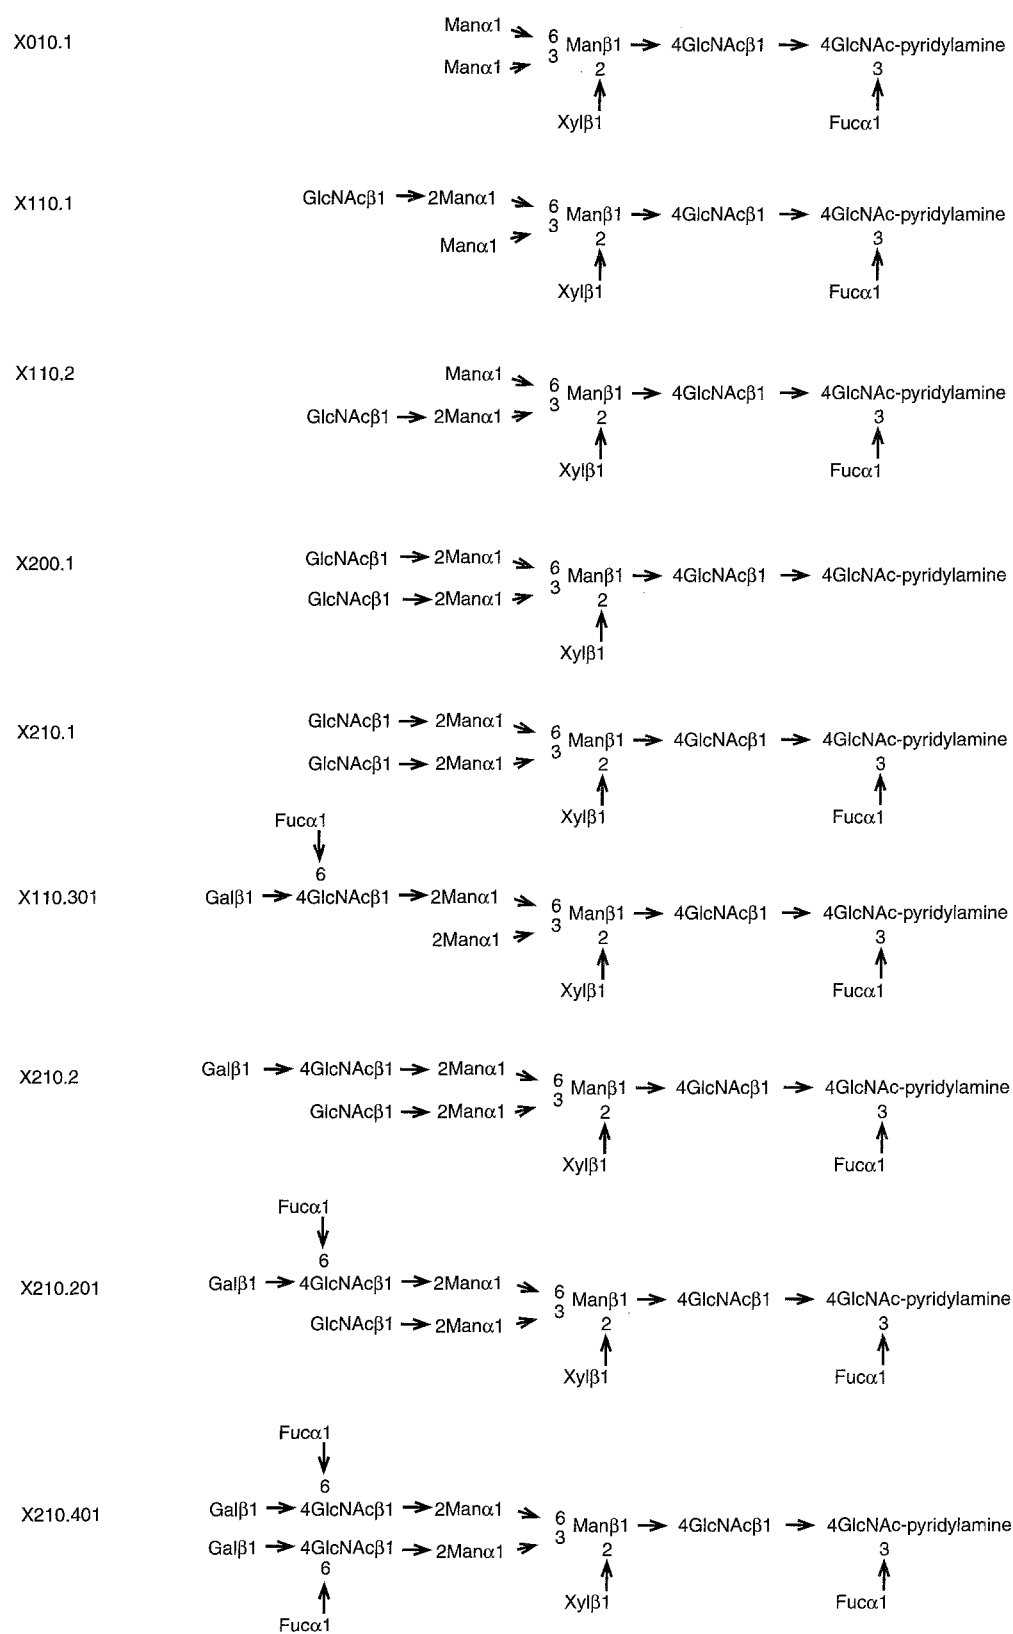 X010.1
Manα1
6
Manα1
3
Manβ1 → 4GlcNAcβ1 → 4GlcNAc-pyridylamine
2
3
Xylβ1
Fucα1
X110.1
GlcNAcβ1 → 2Manα1
6
Manα1
3
Manβ1 → 4GlcNAcβ1 → 4GlcNAc-pyridylamine
2
3
Xylβ1
Fucα1
X110.2
Manα1
6
GlcNAcβ1 → 2Manα1
3
Manβ1 → 4GlcNAcβ1 → 4GlcNAc-pyridylamine
2
3
Xylβ1
Fucα1
X200.1
GlcNAcβ1 → 2Manα1
6
GlcNAcβ1 → 2Manα1
3
Manβ1 → 4GlcNAcβ1 → 4GlcNAc-pyridylamine
2
Xylβ1
X210.1
GlcNAcβ1 → 2Manα1
6
GlcNAcβ1 → 2Manα1
3
Manβ1 → 4GlcNAcβ1 → 4GlcNAc-pyridylamine
2
3
Xylβ1
Fucα1
X110.301
Fucα1
6
Galβ1 → 4GlcNAcβ1 → 2Manα1
6
2Manα1
3
Manβ1 → 4GlcNAcβ1 → 4GlcNAc-pyridylamine
2
3
Xylβ1
Fucα1
X210.2
Galβ1 → 4GlcNAcβ1 → 2Manα1
6
GlcNAcβ1 → 2Manα1
3
Manβ1 → 4GlcNAcβ1 → 4GlcNAc-pyridylamine
2
3
Xylβ1
Fucα1
X210.201
Fucα1
6
Galβ1 → 4GlcNAcβ1 → 2Manα1
6
GlcNAcβ1 → 2Manα1
3
Manβ1 → 4GlcNAcβ1 → 4GlcNAc-pyridylamine
2
3
Xylβ1
Fucα1
X210.401
Fucα1
6
Galβ1 → 4GlcNAcβ1 → 2Manα1
6
Galβ1 → 4GlcNAcβ1 → 2Manα1
3
Manβ1 → 4GlcNAcβ1 → 4GlcNAc-pyridylamine
6
2
3
Xylβ1
Fucα1
Fucα1